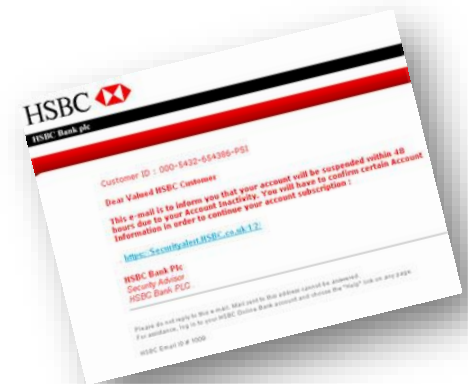 HSBC
HSBC Bank plc
Customer ID : 000-5432-654386-PSI
Dear Valued HSBC Customer
This e-mail is to inform you that your account will be suspended within 48
hours due to your Account Inactivity. You will have to confirm certain Account
Information in order to continue your account subscription :
https: Securityalert.HSBC.co.uk
HSBC Bank Plc
Security Advisor
HSBC Bank PLC
Please do not reply to this e-mail. Mail sent to this address cannot be answered.
For assistance, log in to your HSBC Online Bank account and choose the "Help" link on any page.
HSBC Email ID # 1009